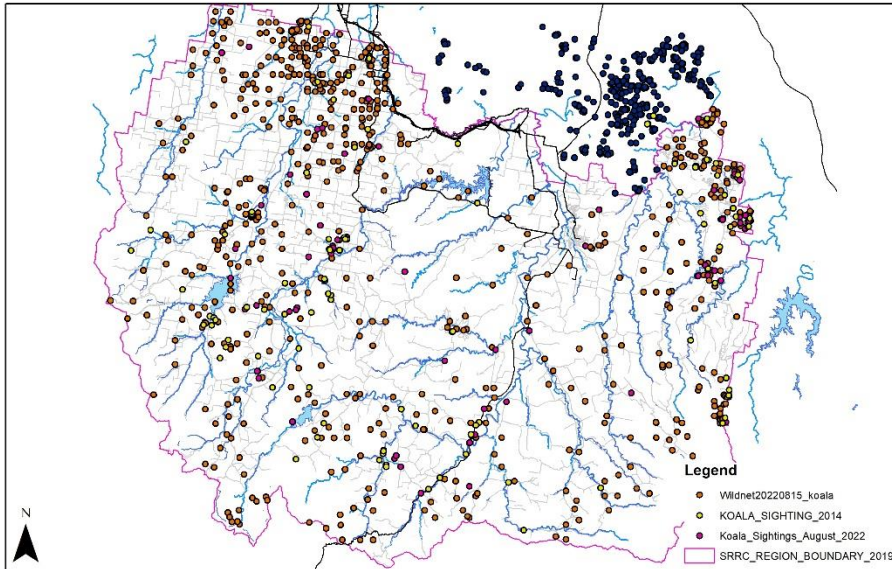 Legend
Wildnet20220815_koala
KOALA_SIGHTING_2014
Koala_Sightings_August_2022
SRRC_REGION_BOUNDARY_2019
N